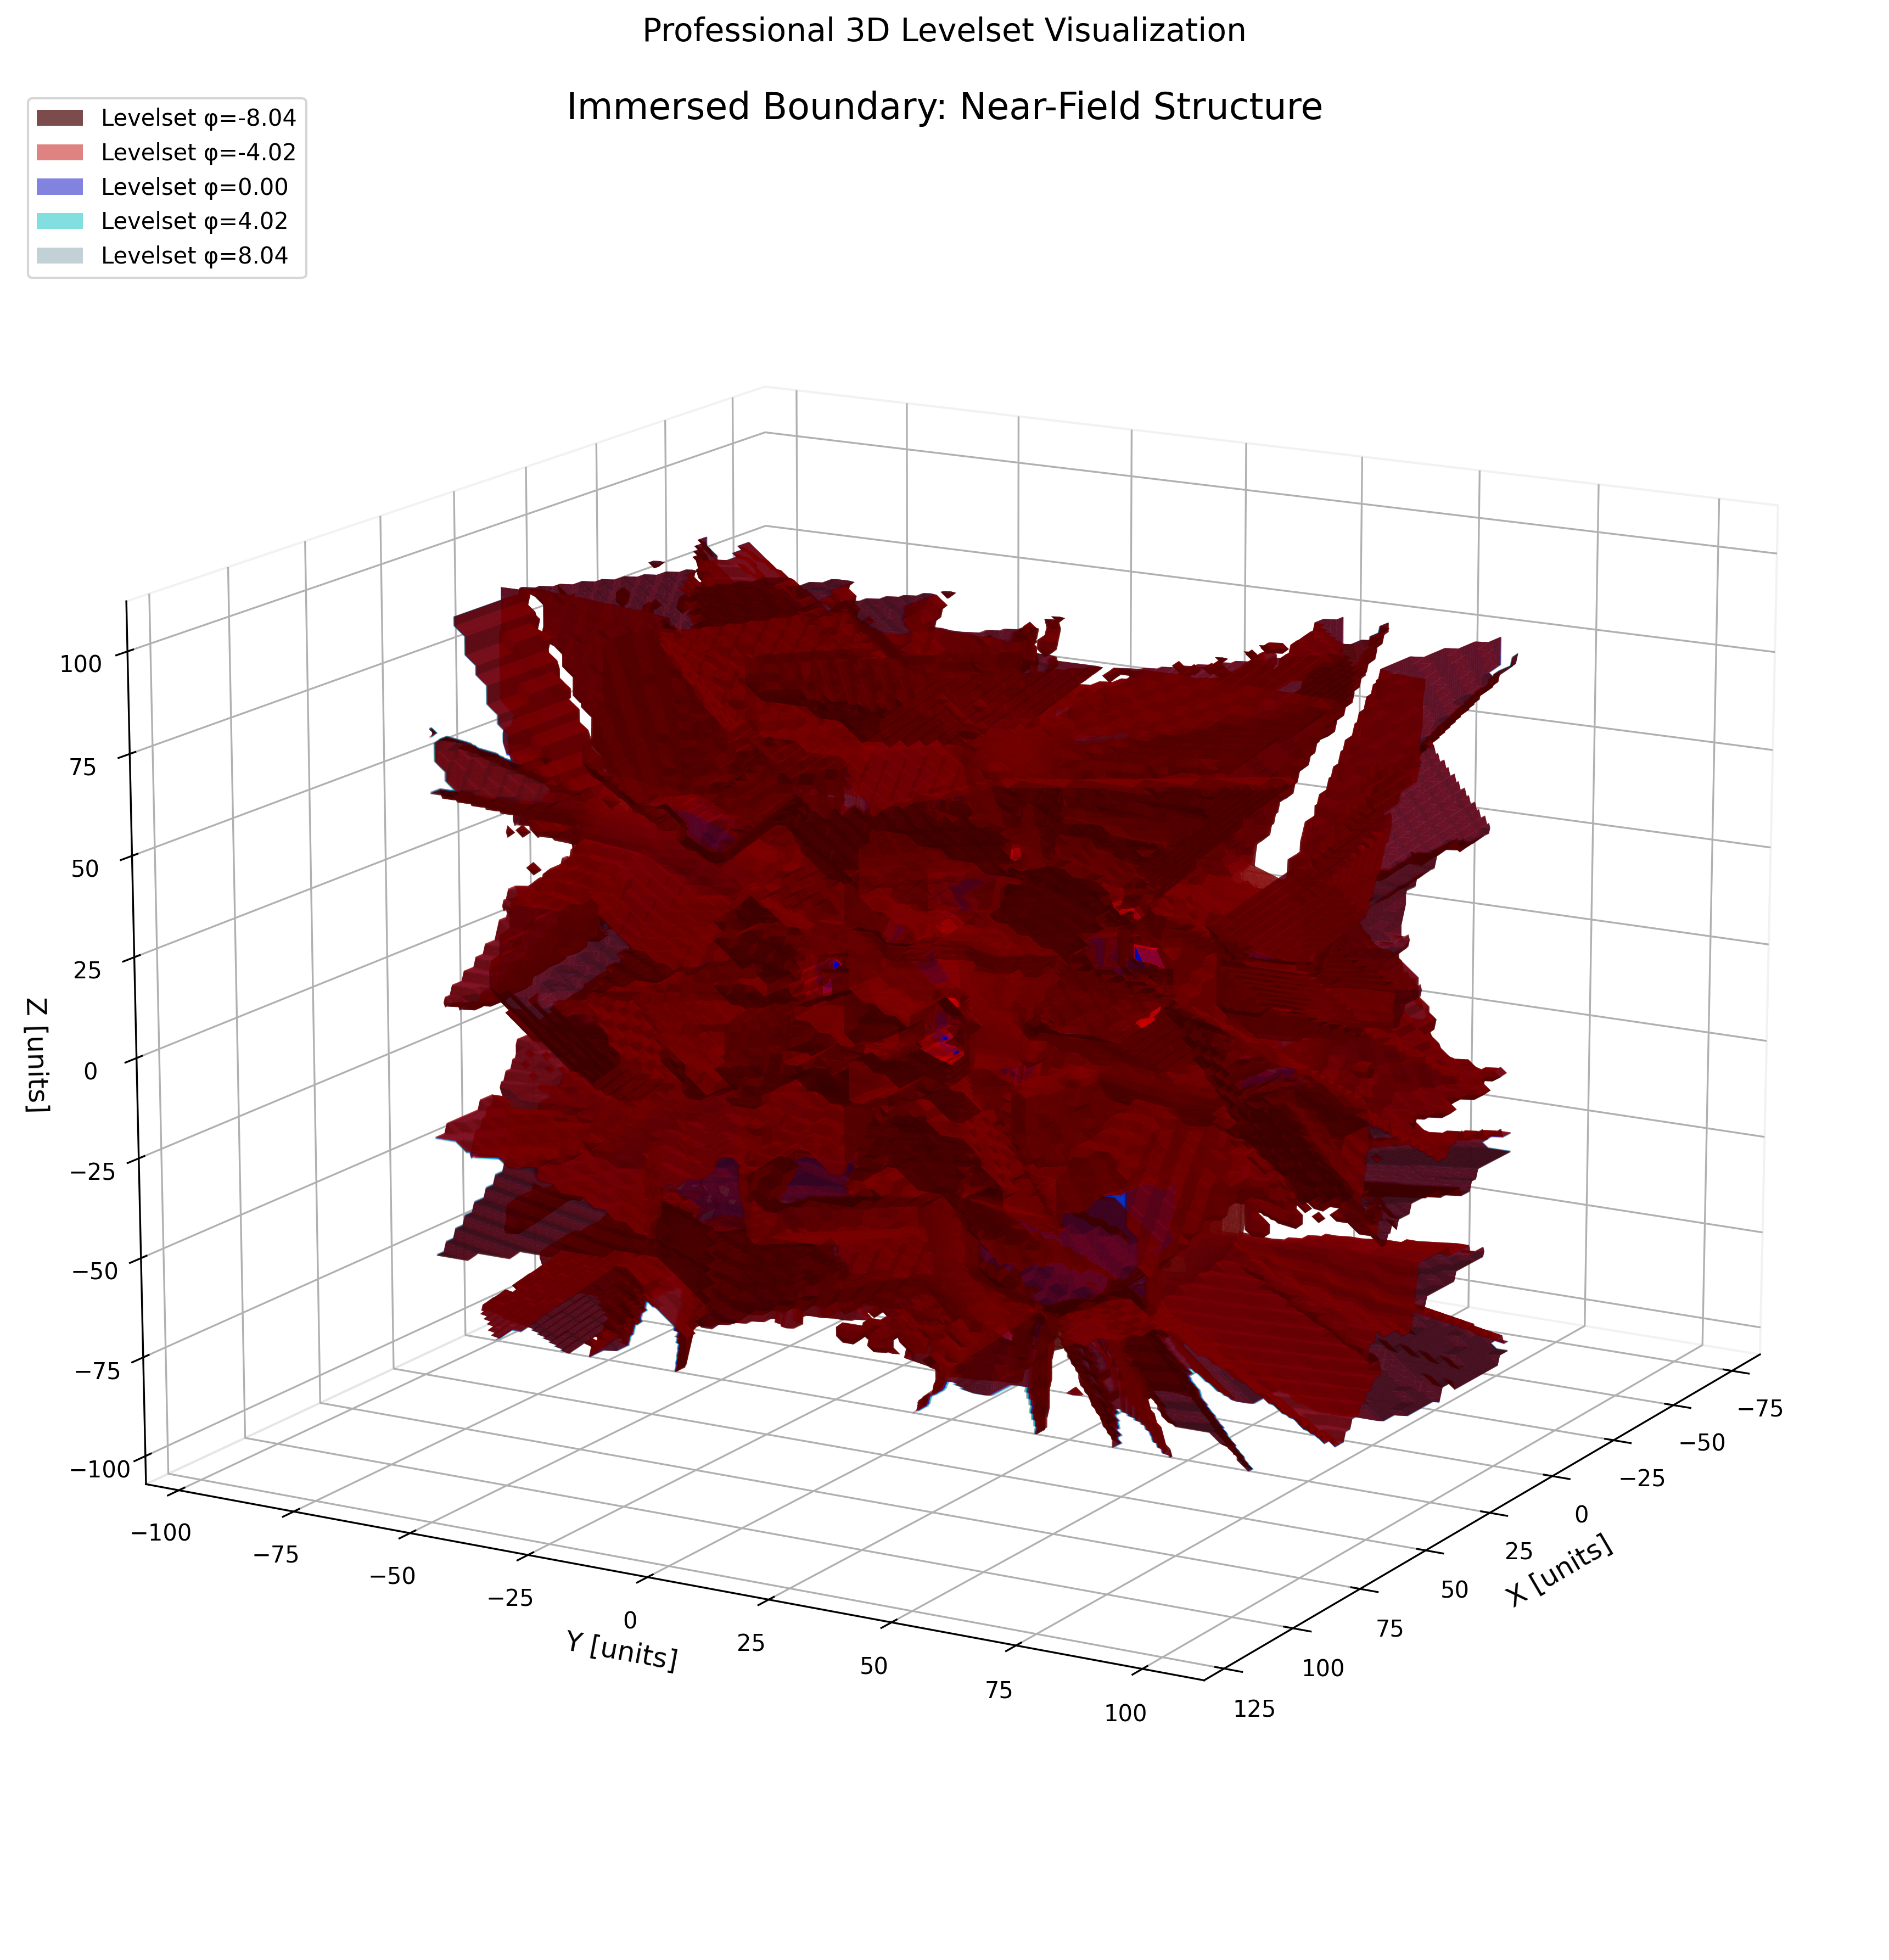 Professional 3D Levelset Visualization
Immersed Boundary: Near-Field Structure
Levelset φ=-8.04
Levelset φ=-4.02
Levelset φ=0.00
Levelset φ=4.02
Levelset φ=8.04
100
75
50
25
0
−25
−50
−75
−100
Z [units]
−100
−75
−50
−25
0
25
50
75
100
Y [units]
−75
−50
−25
0
25
50
75
100
125
X [units]